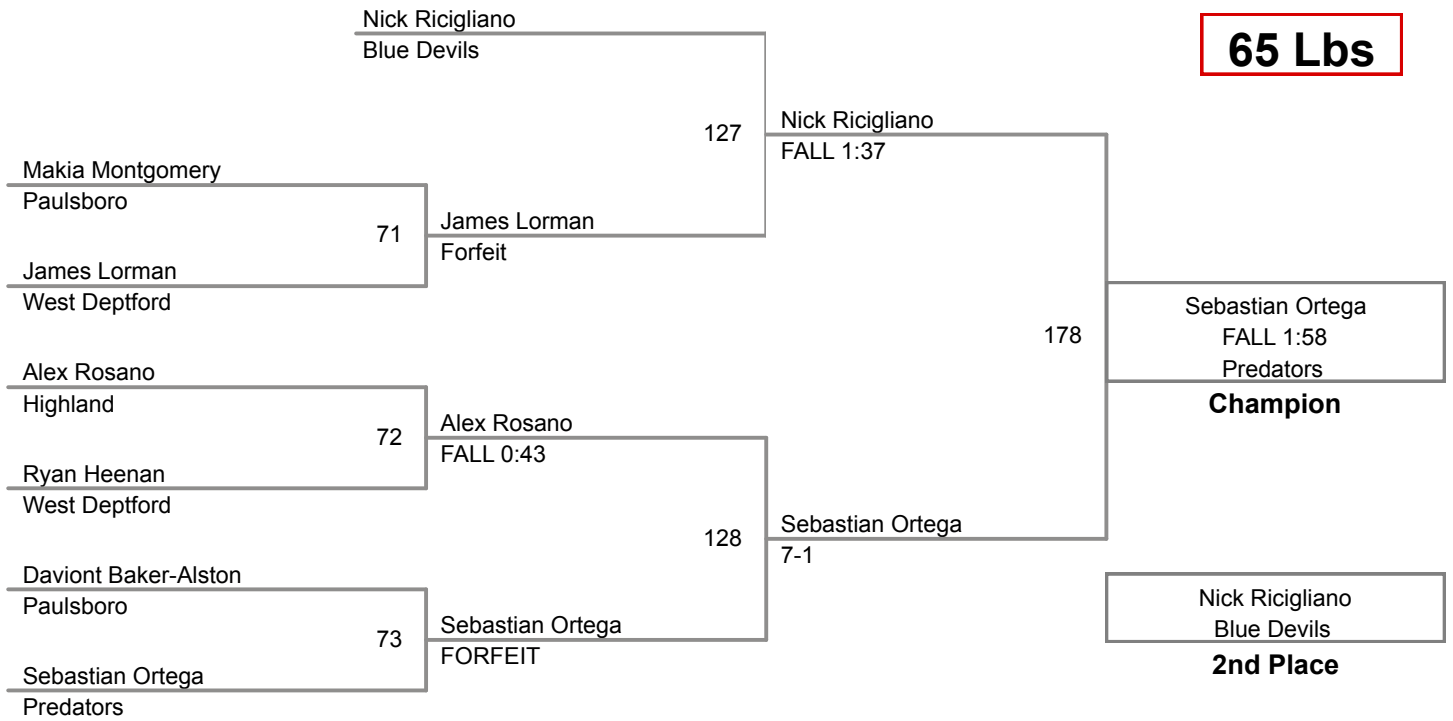 Nick Ricigliano
Blue Devils
65 Lbs
127
Nick Ricigliano
FALL 1:37
Makia Montgomery
Paulsboro
71
James Lorman
Forfeit
James Lorman
West Deptford
178
Sebastian Ortega
FALL 1:58
Predators
Champion
Alex Rosano
Highland
72
Alex Rosano
FALL 0:43
Ryan Heenan
West Deptford
128
Sebastian Ortega
7-1
Daviont Baker-Alston
Paulsboro
73
Sebastian Ortega
FORFEIT
Nick Ricigliano
Blue Devils
2nd Place
Sebastian Ortega
Predators